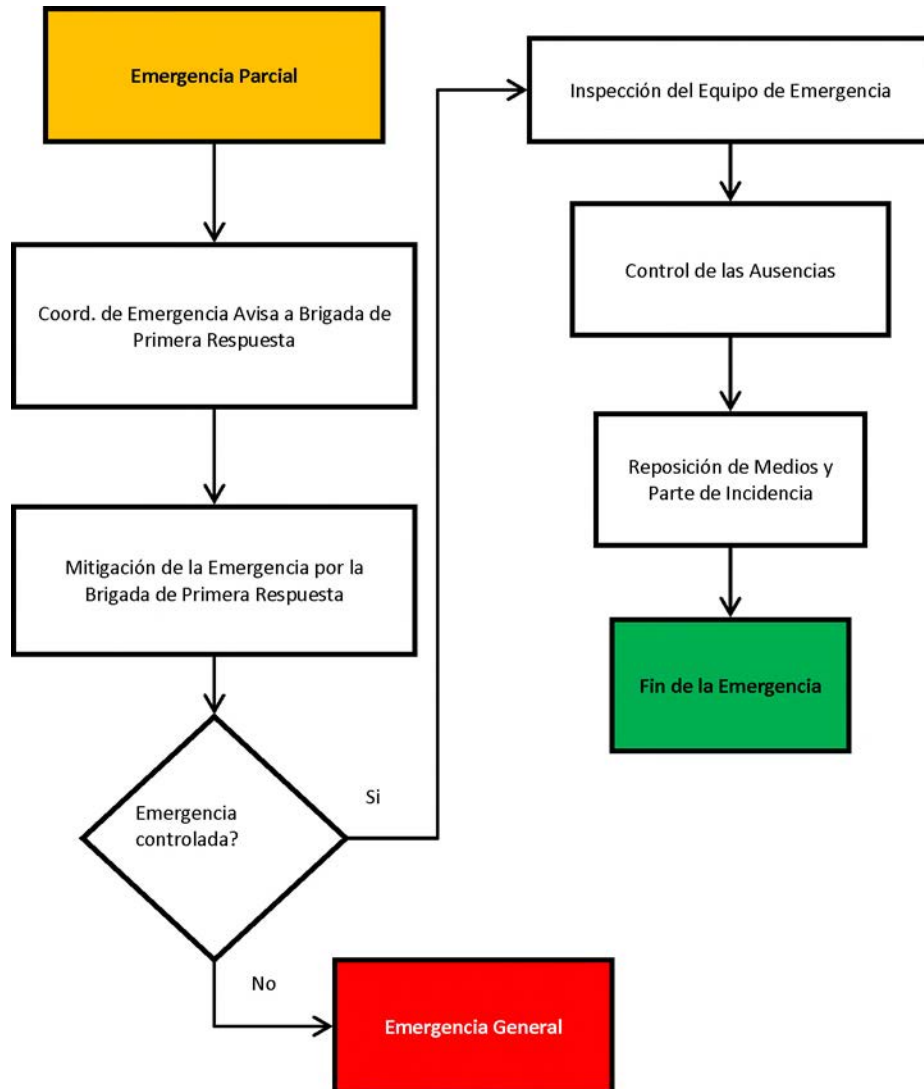 Emergencia Parcial
Coord. de Emergencia Avisa a Brigada de
Primera Respuesta
Mitigación de la Emergencia por la
Brigada de Primera Respuesta
Emergencia
controlada?
Si
No
Emergencia General
Inspección del Equipo de Emergencia
Control de las Ausencias
Reposición de Medios y
Parte de Incidencia
Fin de la Emergencia